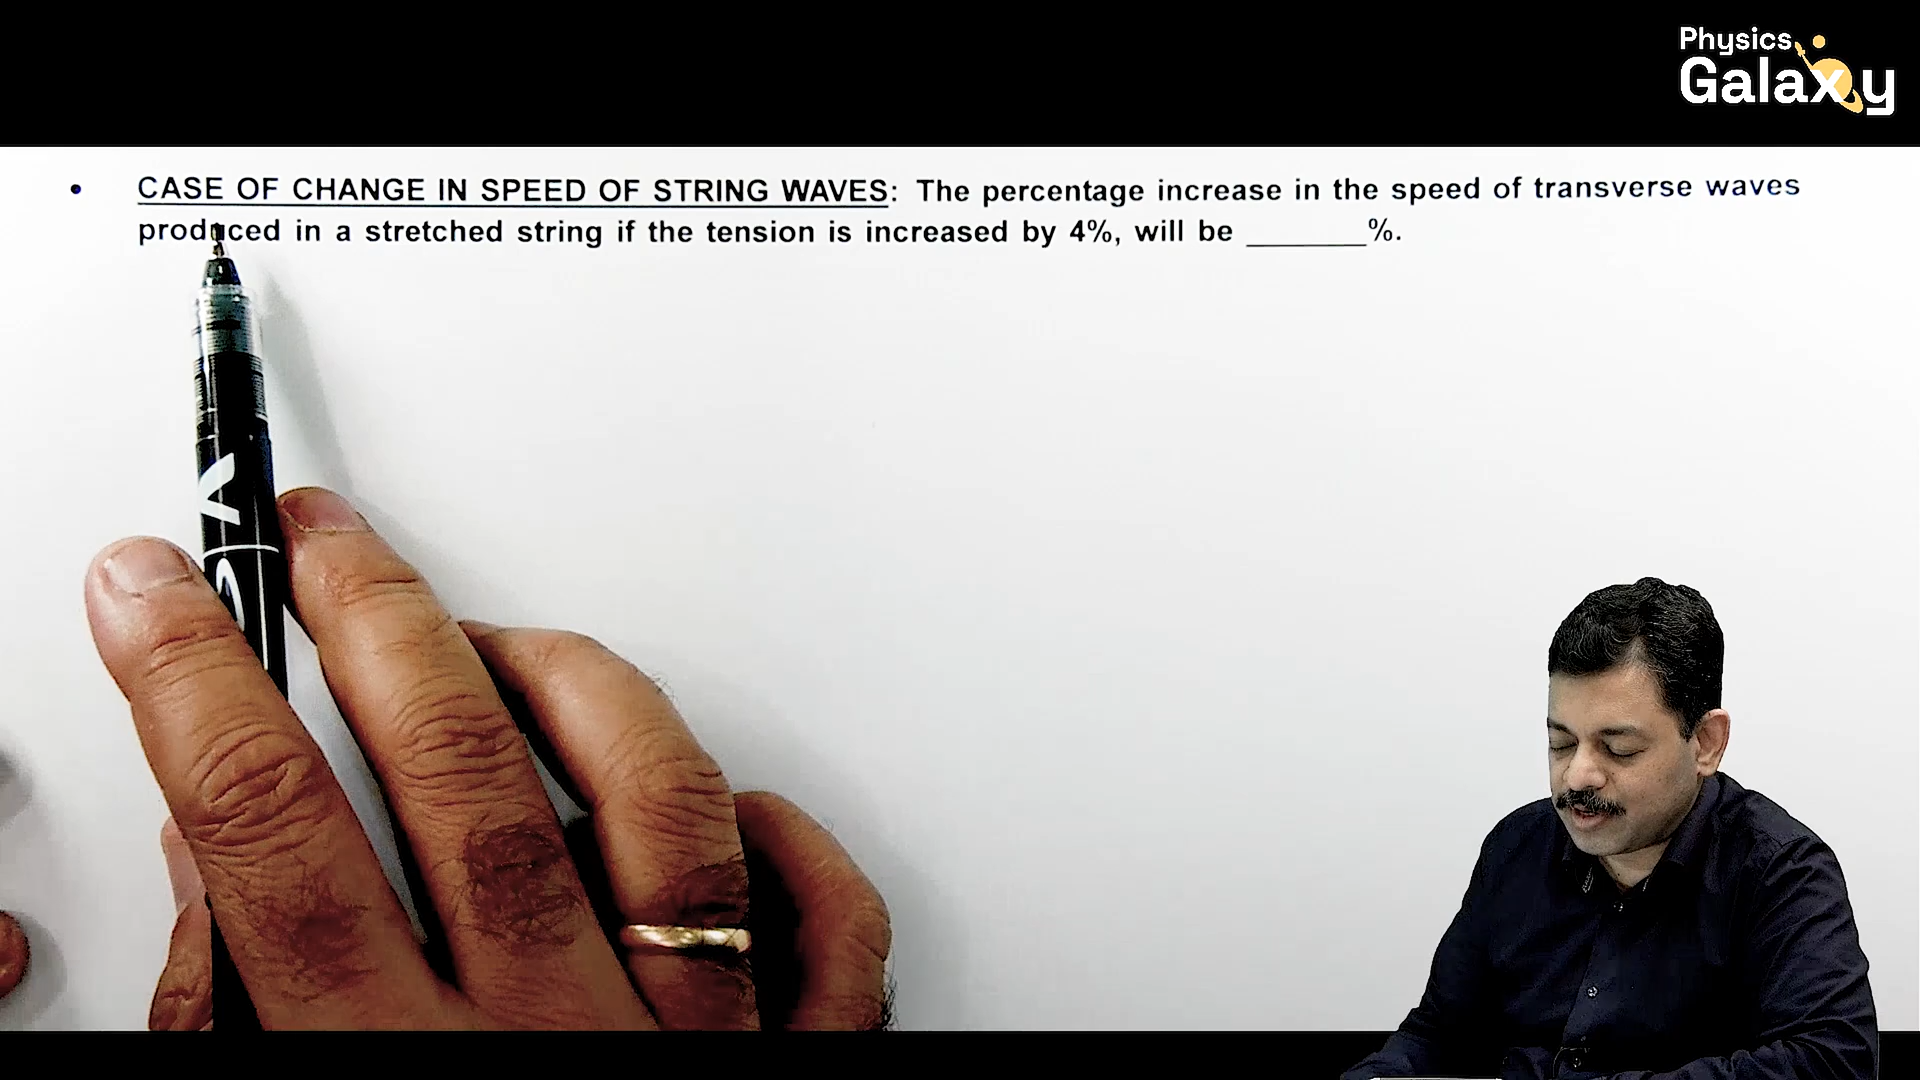 Physics
Galaxy
• CASE OF CHANGE IN SPEED OF STRING WAVES: The percentage increase in the speed of transverse waves
produced in a stretched string if the tension is increased by 4%, will be _______%.